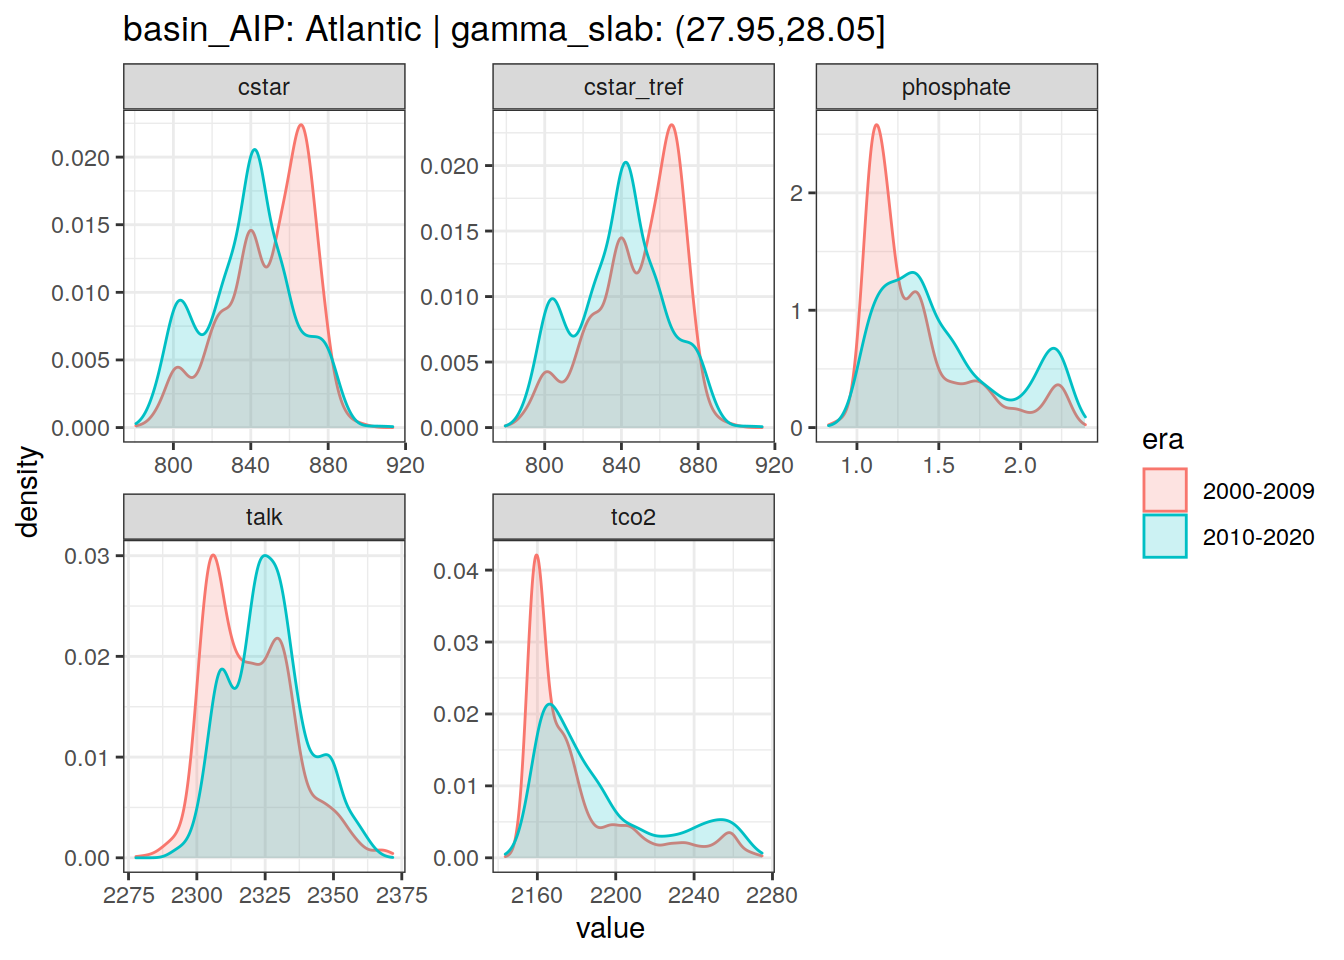 basin_AIP: Atlantic | gamma_slab: (27.95,28.05]
cstar
cstar_tref
phosphate
0.020
0.015
0.010
0.005
0.000
800 840 880 920
0.020
0.015
0.010
0.005
0.000
800 840 880 920
2
1
0
1.0 1.5 2.0
density
talk
tco2
0.03
0.02
0.01
0.00
2275 2300 2325 2350 2375
0.04
0.03
0.02
0.01
0.00
2160 2200 2240 2280
value
era
2000-2009
2010-2020